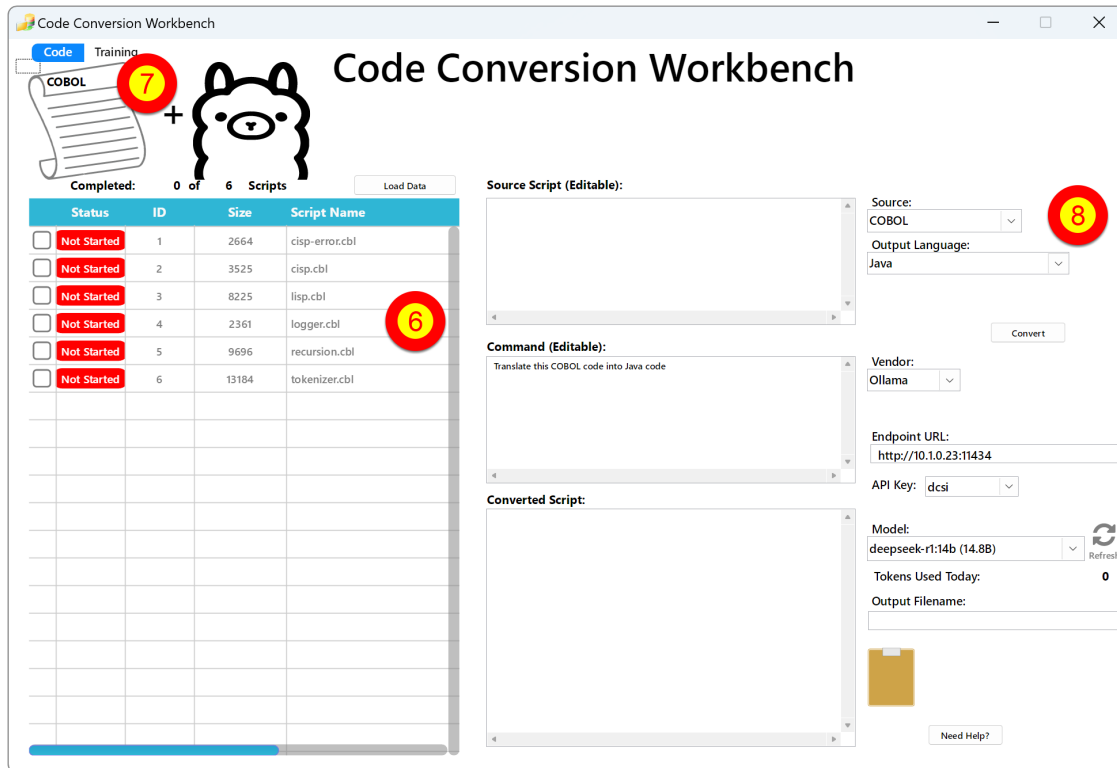 Code Conversion Workbench
Code Training
Code Conversion Workbench
COBOL
7
+
Completed: 0 of 6 Scripts
Load Data
Status ID Size Script Name
Not Started 1 2664 cisp-error.cbl
Not Started 2 3525 cisp.cbl
Not Started 3 8225 lisp.cbl
Not Started 4 2361 logger.cbl
6
Not Started 5 9696 recursion.cbl
Not Started 6 13184 tokenizer.cbl
Source Script (Editable):
Command (Editable):
Translate this COBOL code into Java code
Converted Script:
Source:
COBOL
8
Output Language:
Java
Convert
Vendor:
Ollama
Endpoint URL:
http://10.1.0.23:11434
API Key: dcsi
Model:
deepseek-r1:14b (14.8B)
Refresh
Tokens Used Today: 0
Output Filename:
Need Help?